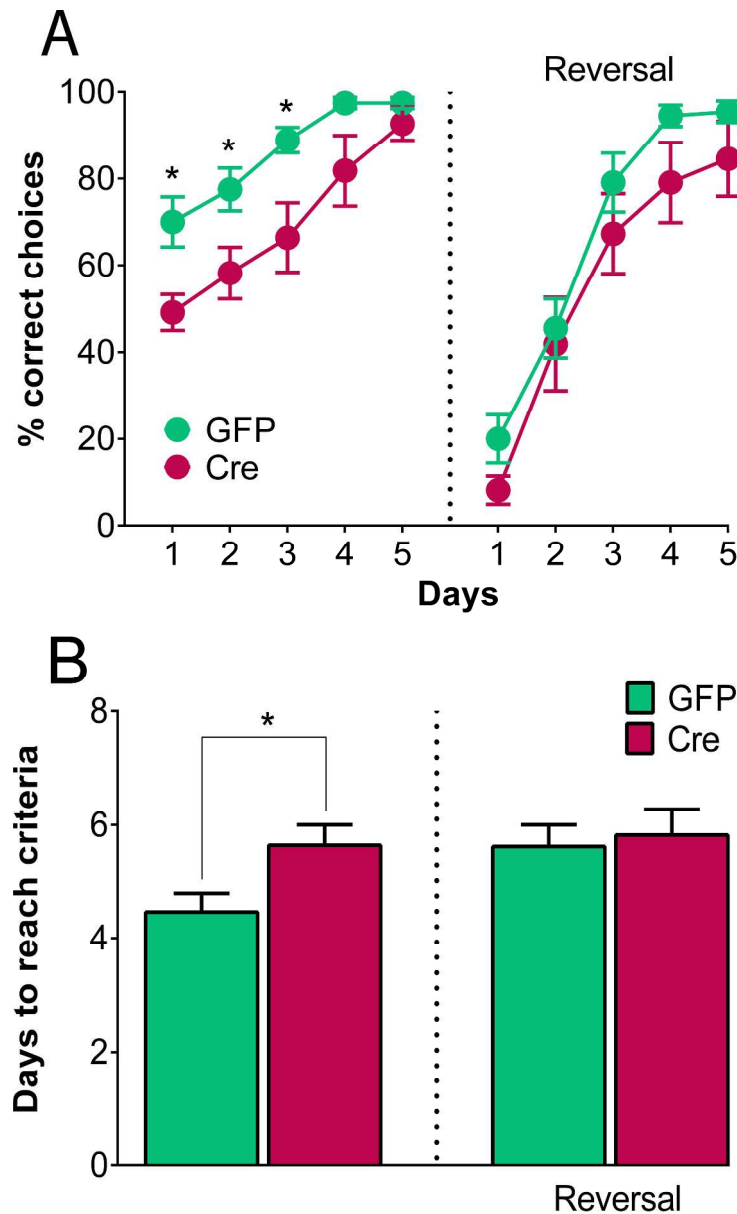 A
Reversal
% correct choices
100
80
60
40
20
0
*
*
*
GFP
Cre
1 2 3 4 5 1 2 3 4 5
Days
B
GFP
Cre
Days to reach criteria
8
6
4
2
0
*
Reversal